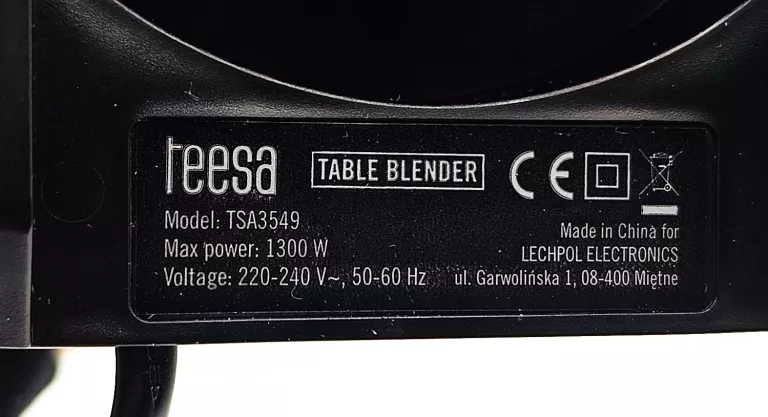 teesa
TABLE BLENDER
CE
Model: TSA3549
Max power: 1300 W
Voltage: 220-240 V~, 50-60 Hz
Made in China for
LECHPOL ELECTRONICS
ul. Garwolińska 1, 08-400 Miętne